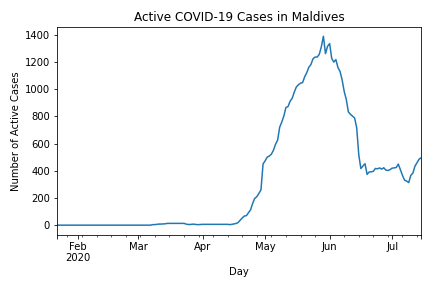 Active COVID-19 Cases in Maldives
Number of Active Cases
1400
1200
1000
800
600
400
200
0
Feb
2020
Mar
Apr
May
Jun
Jul
Day